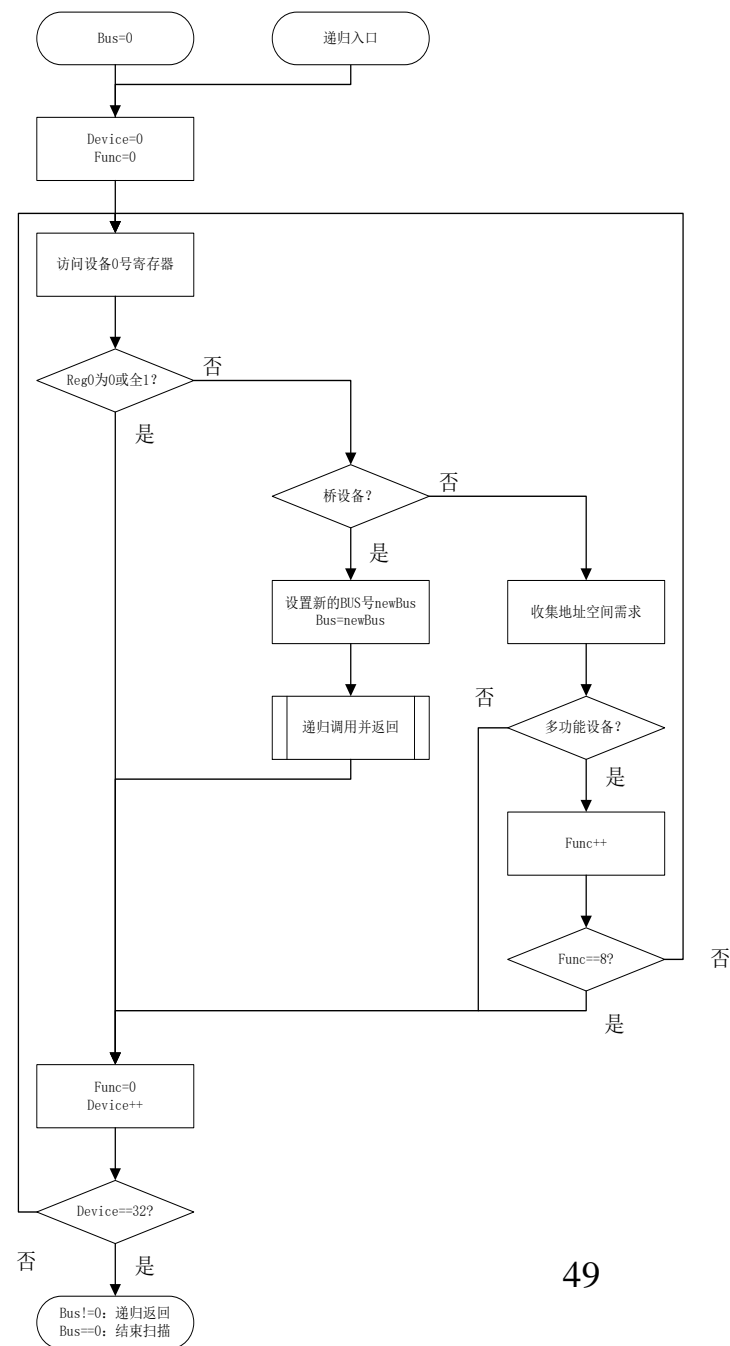 Bus=0
递归入口
Device=0
Func=0
访问设备0号寄存器
Reg0为0或全1?
否
是
桥设备?
否
是
设置新的BUS号newBus
Bus=newBus
收集地址空间需求
递归调用并返回
否
多功能设备?
是
Func++
Func==8?
否
是
Func=0
Device++
Device==32?
否
是
Bus!=0: 递归返回
Bus==0: 结束扫描
49